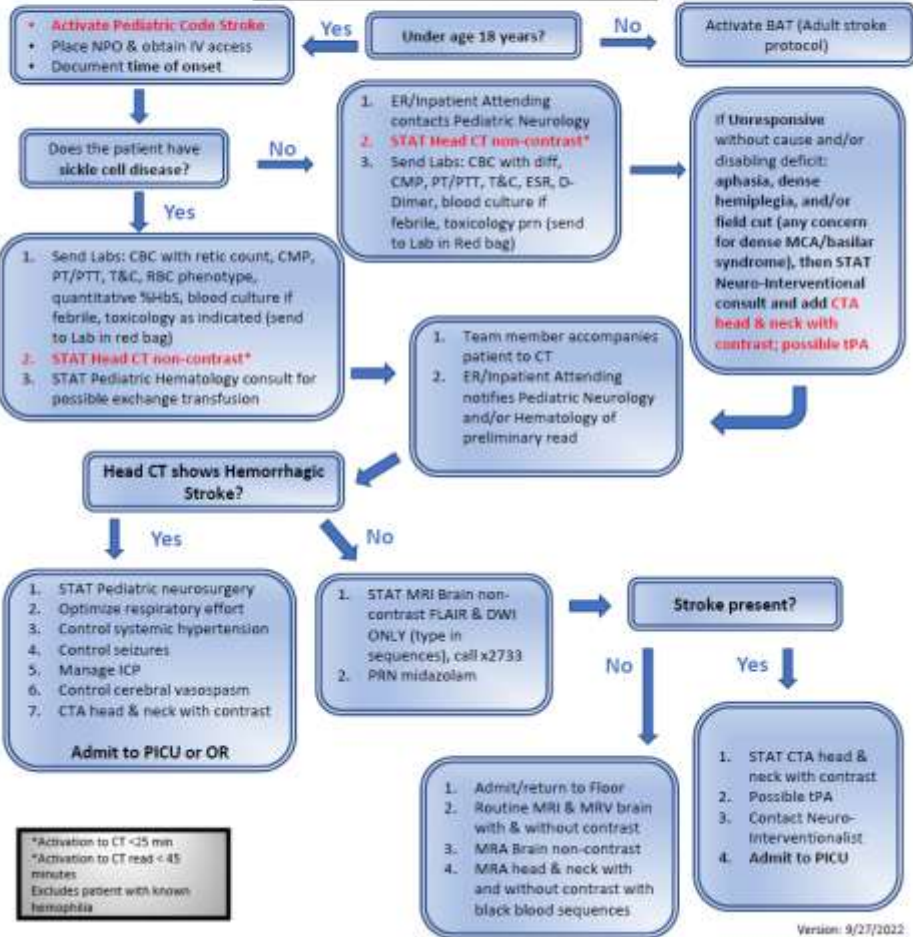 • Activate Pediatric Code Stroke
• Place NPO & obtain IV access
• Document time of onset
Yes
Under age 18 years?
No
Activate BAT (Adult stroke
protocol)
Does the patient have
sickle cell disease?
No
1. ER/Inpatient Attending
contacts Pediatric Neurology
2. STAT Head CT non-contrast*
3. Send Labs: CBC with diff,
CMP, PT/PTT, T&C, ESR, D-
Dimer, blood culture if
febrile, toxicology prn (send
to Lab in Red bag)
If Unresponsive
without cause and/or
disabling deficit:
aphasia, dense
hemiplegia, and/or
field cut (any concern
for dense MCA/basilar
syndrome), then STAT
Neuro-Interventional
consult and add CTA
head & neck with
contrast; possible tPA
Yes
1. Send Labs: CBC with retic count, CMP,
PT/PTT, T&C, RBC phenotype,
quantitative %HbS, blood culture if
febrile, toxicology as indicated (send
to Lab in red bag)
2. STAT Head CT non-contrast*
3. STAT Pediatric Hematology consult for
possible exchange transfusion
1. Team member accompanies
patient to CT
2. ER/Inpatient Attending
notifies Pediatric Neurology
and/or Hematology of
preliminary read
Head CT shows Hemorrhagic
Stroke?
Yes
No
1. STAT Pediatric neurosurgery
2. Optimize respiratory effort
3. Control systemic hypertension
4. Control seizures
5. Manage ICP
6. Control cerebral vasospasm
7. CTA head & neck with contrast
Admit to PICU or OR
1. STAT MRI Brain non-
contrast FLAIR & DWI
ONLY (type in
sequences), call x2733
2. PRN midazolam
Stroke present?
No
Yes
1. Admit/return to Floor
2. Routine MRI & MRV brain
with & without contrast
3. MRA Brain non-contrast
4. MRA head & neck with
and without contrast with
black blood sequences
1. STAT CTA head &
neck with contrast
2. Possible tPA
3. Contact Neuro-
Interventionalist
4. Admit to PICU
*Activation to CT <25 min
*Activation to CT read < 45
minutes
Excludes patient with known
hemophilia
Version: 9/27/2022